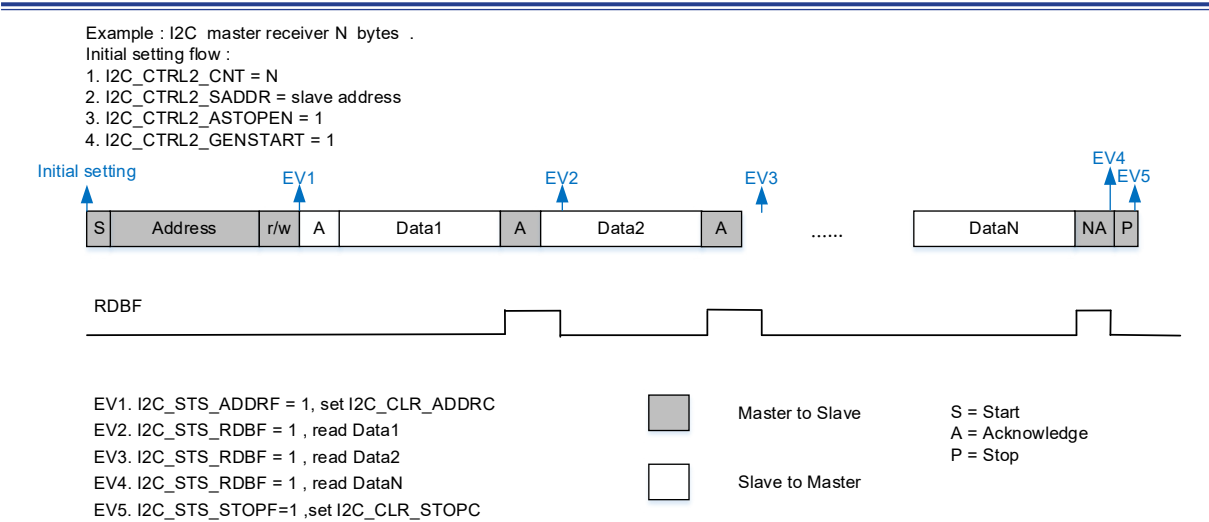 Example : I2C master receiver N bytes .
Initial setting flow :
1. I2C_CTRL2_CNT = N
2. I2C_CTRL2_SADDR = slave address
3. I2C_CTRL2_ASTOPEN = 1
4. I2C_CTRL2_GENSTART = 1
Initial setting
EV1
EV2
EV3
EV4
EV5
S Address r/w A Data1 A Data2 A ...... DataN NA P
RDBF
EV1. I2C_STS_ADDRF = 1, set I2C_CLR_ADDRC
EV2. I2C_STS_RDBF = 1 , read Data1
EV3. I2C_STS_RDBF = 1 , read Data2
EV4. I2C_STS_RDBF = 1 , read DataN
EV5. I2C_STS_STOPF=1 ,set I2C_CLR_STOPC
Master to Slave
Slave to Master
S = Start
A = Acknowledge
P = Stop